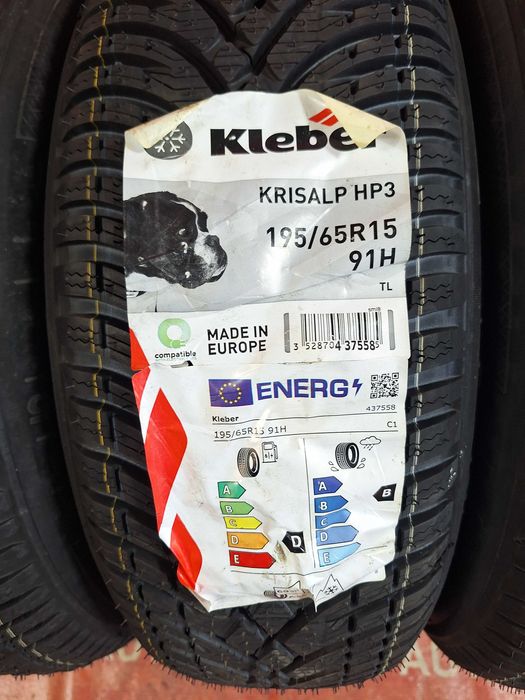 Kleber
KRISALP HP3
195/65R15
91H
TL
compatible
MADE IN
EUROPE
3 528704 37558
ENERG
Kleber
437558
195/65R15 91H
C1
A
B
C
D
E
D
A
B
C
D
E
B